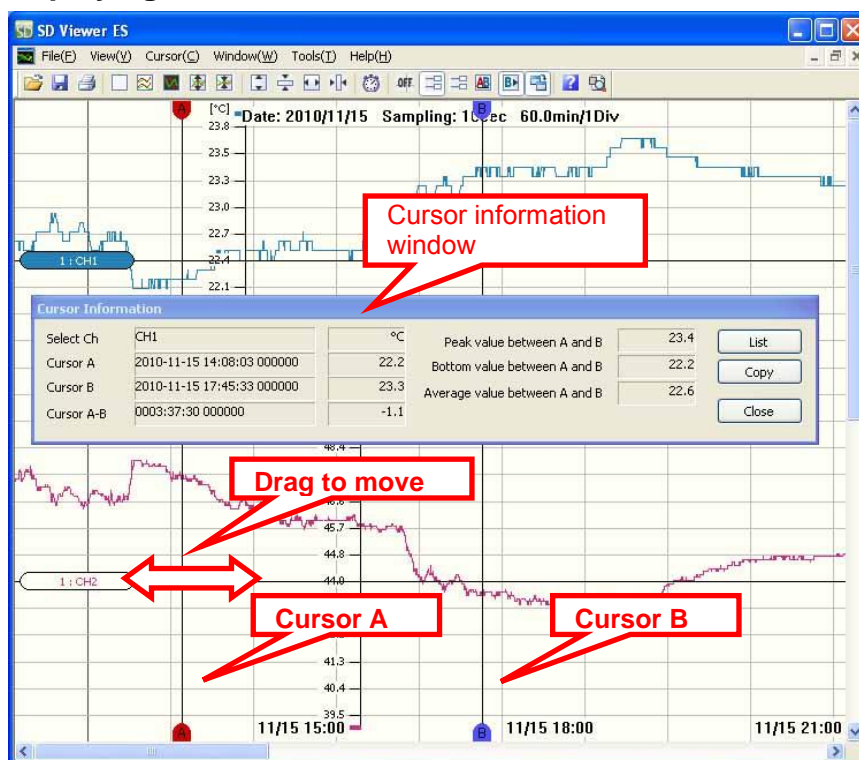 SD Viewer ES
File(F) View(V) Cursor(C) Window(W) Tools(T) Help(H)
OFF AB B
A [°C] Date: 2010/11/15 Sampling: 10sec 60.0min/1Div B
23.8
23.5
23.3
23.0
22.7
Cursor information
window
1 : CH1
22.4
22.1
Cursor Information
Select Ch CH1 °C Peak value between A and B 23.4 List
Cursor A 2010-11-15 14:08:03 000000 22.2 Bottom value between A and B 22.2 Copy
Cursor B 2010-11-15 17:45:33 000000 23.3 Average value between A and B 22.6
Cursor A-B 0003:37:30 000000 -1.1 Close
48.4
Drag to move
45.7
44.8
1 : CH2
44.0
Cursor A
Cursor B
41.3
40.4
39.5
A 11/15 15:00 B 11/15 18:00 11/15 21:00